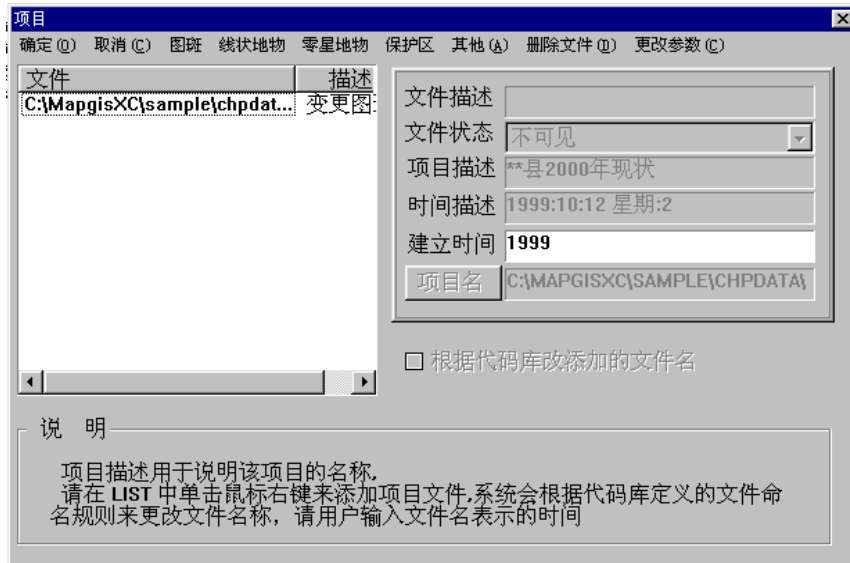 项目
确定(O) 取消(C) 图斑 线状地物 零星地物 保护区 其他(A) 删除文件(D) 更改参数(C)
文件 描述
C:\MapgisXC\sample\chpdat... 变更图
文件描述
文件状态 不可见
项目描述 **县2000年现状
时间描述 1999:10:12 星期:2
建立时间 1999
项目名 C:\MAPGISXC\SAMPLE\CHPDATA\
根据代码库改添加的文件名
说 明
项目描述用于说明该项目的名称,
请在 LIST 中单击鼠标右键来添加项目文件,系统会根据代码库定义的文件命
名规则来更改文件名称，请用户输入文件名表示的时间